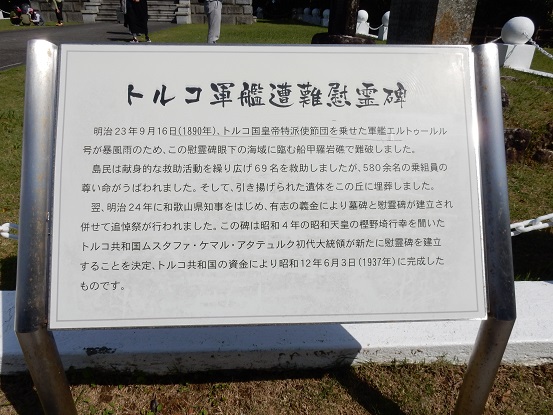 トルコ軍艦遭難慰霊碑
明治23年9月16日(1890年)、トルコ国皇帝特派使節団を乗せた軍艦エルトゥールル
号が暴風雨のため、この慰霊碑眼下の海域に臨む船甲羅岩礁で難破しました。
島民は献身的な救助活動を繰り広げ69名を救助しましたが、580余名の乗組員の
尊い命がうばわれました。そして、引き揚げられた遺体をこの丘に埋葬しました。
翌、明治24年に和歌山県知事をはじめ、有志の義金により墓碑と慰霊碑が建立され
併せて追悼祭が行われました。この碑は昭和4年の昭和天皇の樫野埼行幸を聞いた
トルコ共和国ムスタファ・ケマル・アタテュルク初代大統領が新たに慰霊碑を建立
することを決定、トルコ共和国の資金により昭和12年6月3日(1937年)に完成した
ものです。